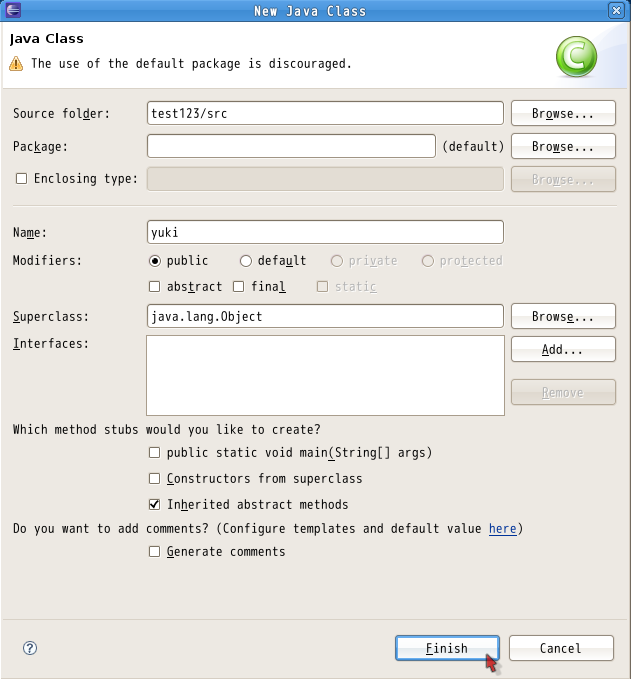 New Java Class
Java Class
The use of the default package is discouraged.
Source folder: test123/src Browse...
Package: (default) Browse...
Enclosing type: Browse...
Name: yuki
Modifiers: public default private protected
abstract final static
Superclass: java.lang.Object Browse...
Interfaces: Add...
Remove
Which method stubs would you like to create?
public static void main(String[] args)
Constructors from superclass
Inherited abstract methods
Do you want to add comments? (Configure templates and default value here)
Generate comments
? Finish Cancel